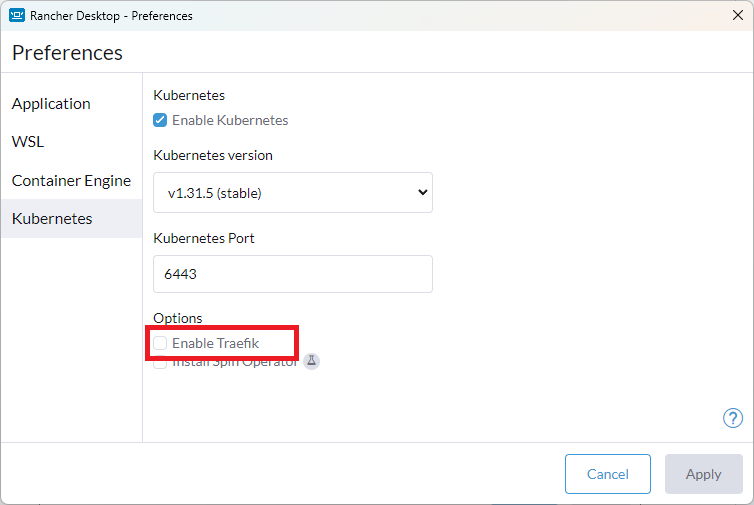 Rancher Desktop - Preferences
Preferences
Application
WSL
Container Engine
Kubernetes
Kubernetes
Enable Kubernetes
Kubernetes version
v1.31.5 (stable)
Kubernetes Port
6443
Options
Enable Traefik
Install Spin Operator
?
Cancel
Apply